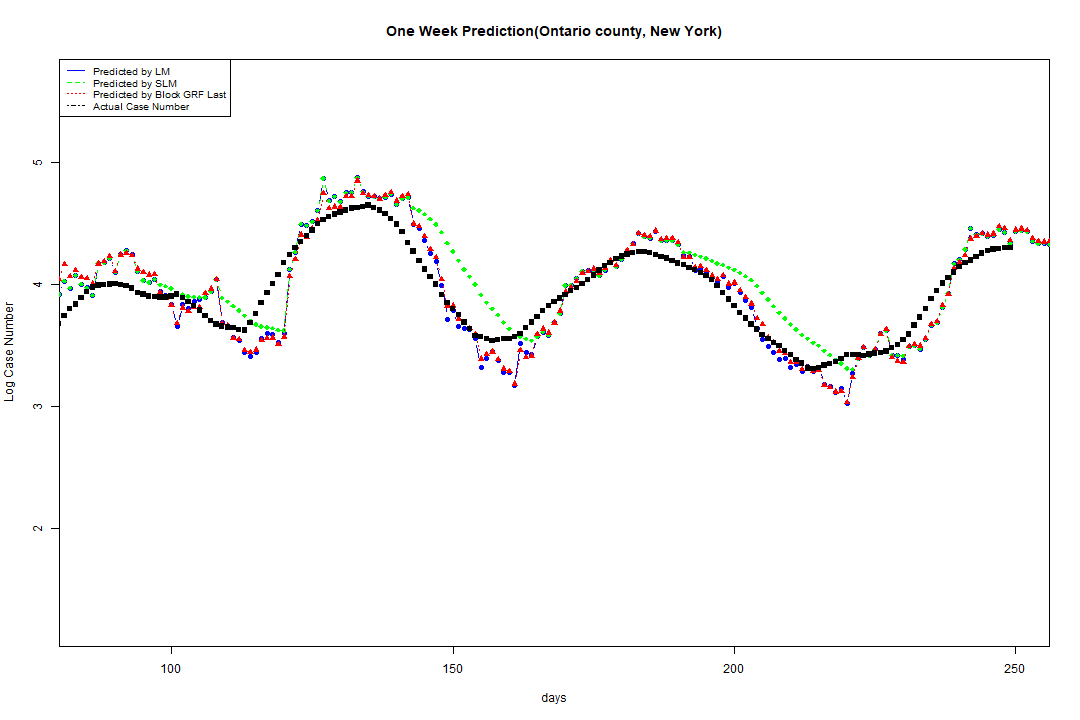 One Week Prediction(Ontario county, New York)
Predicted by LM
Predicted by SLM
Predicted by Block GRF Last
Actual Case Number
5
4
3
2
Log Case Number
100 150 200 250
days